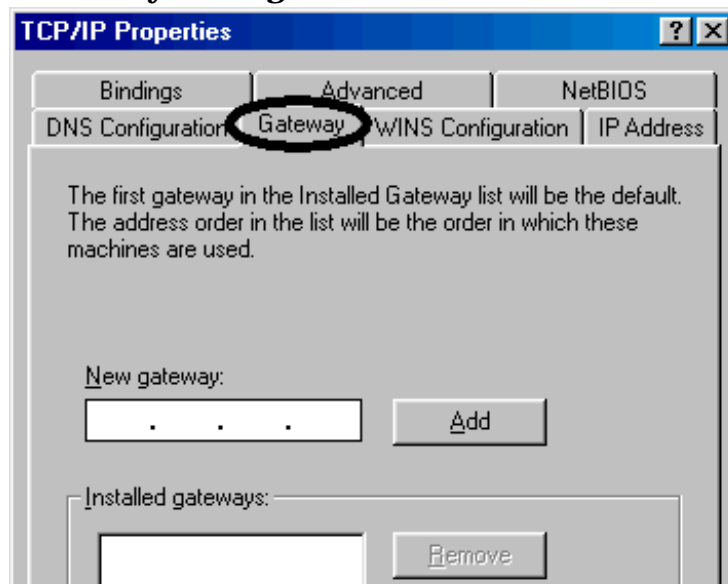 TCP/IP Properties
Bindings Advanced NetBIOS
DNS Configuration Gateway WINS Configuration IP Address
The first gateway in the Installed Gateway list will be the default.
The address order in the list will be the order in which these
machines are used.
New gateway:
. . . Add
Installed gateways:
Remove